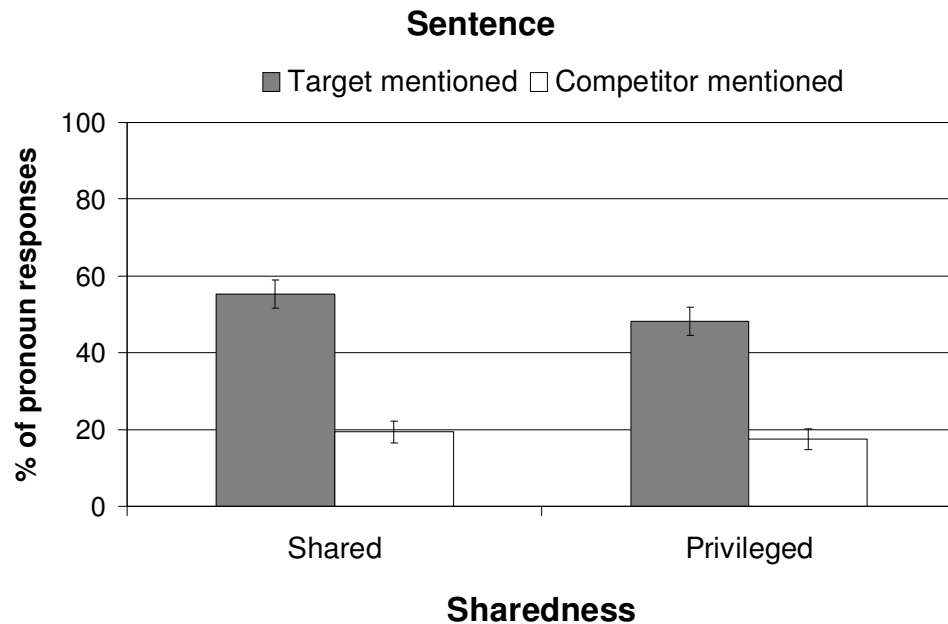 Sentence
Target mentioned Competitor mentioned
100
80
60
40
20
0
% of pronoun responses
Shared Privileged
Sharedness